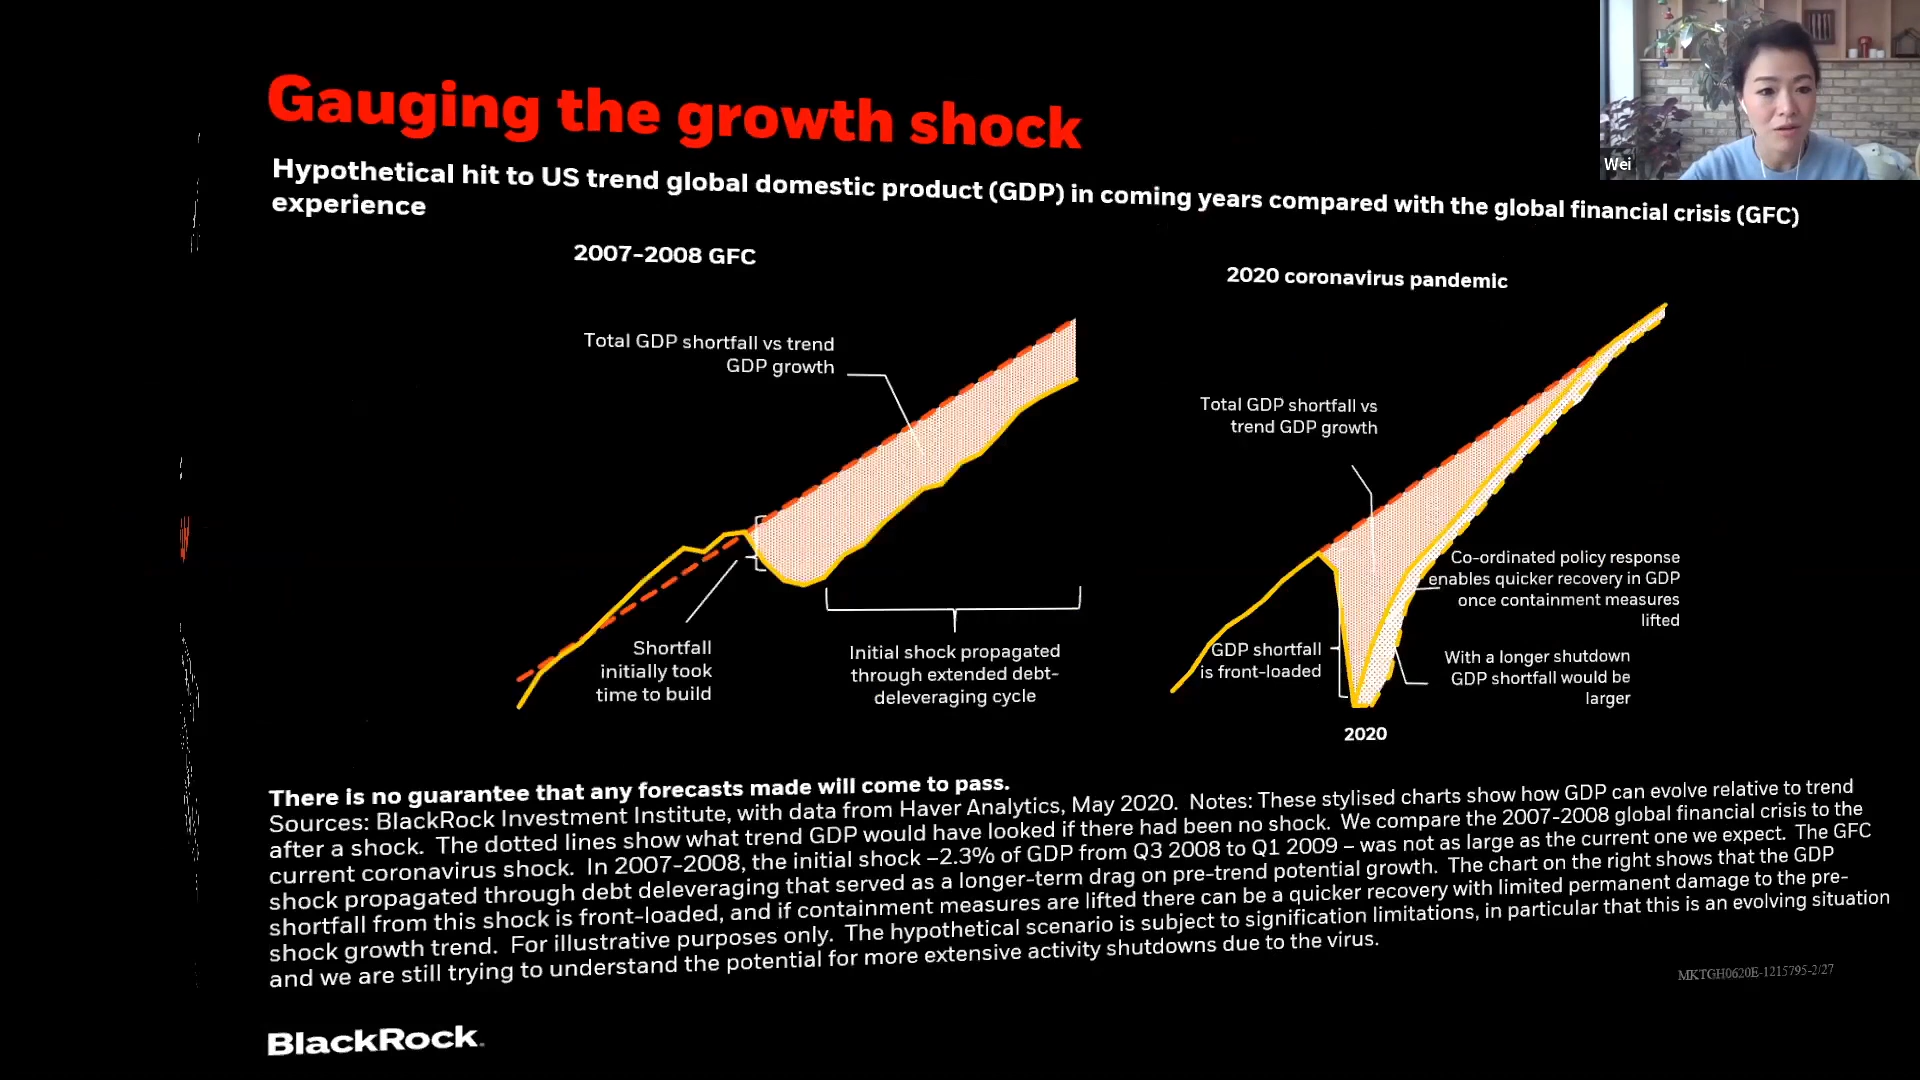 Wei
Gauging the growth shock
Hypothetical hit to US trend global domestic product (GDP) in coming years compared with the global financial crisis (GFC)
experience
2007-2008 GFC
Total GDP shortfall vs trend
GDP growth
Shortfall
initially took
time to build
Initial shock propagated
through extended debt-
deleveraging cycle
2020 coronavirus pandemic
Total GDP shortfall vs
trend GDP growth
Co-ordinated policy response
enables quicker recovery in GDP
once containment measures
lifted
GDP shortfall
is front-loaded
With a longer shutdown
GDP shortfall would be
larger
2020
There is no guarantee that any forecasts made will come to pass.
Sources: BlackRock Investment Institute, with data from Haver Analytics, May 2020. Notes: These stylised charts show how GDP can evolve relative to trend
after a shock. The dotted lines show what trend GDP would have looked if there had been no shock. We compare the 2007-2008 global financial crisis to the
current coronavirus shock. In 2007-2008, the initial shock –2.3% of GDP from Q3 2008 to Q1 2009 – was not as large as the current one we expect. The GFC
shock propagated through debt deleveraging that served as a longer-term drag on pre-trend potential growth. The chart on the right shows that the GDP
shortfall from this shock is front-loaded, and if containment measures are lifted there can be a quicker recovery with limited permanent damage to the pre-
shock growth trend. For illustrative purposes only. The hypothetical scenario is subject to signification limitations, in particular that this is an evolving situation
and we are still trying to understand the potential for more extensive activity shutdowns due to the virus.
MKTGH0620E-1215795-2/27
BlackRock.